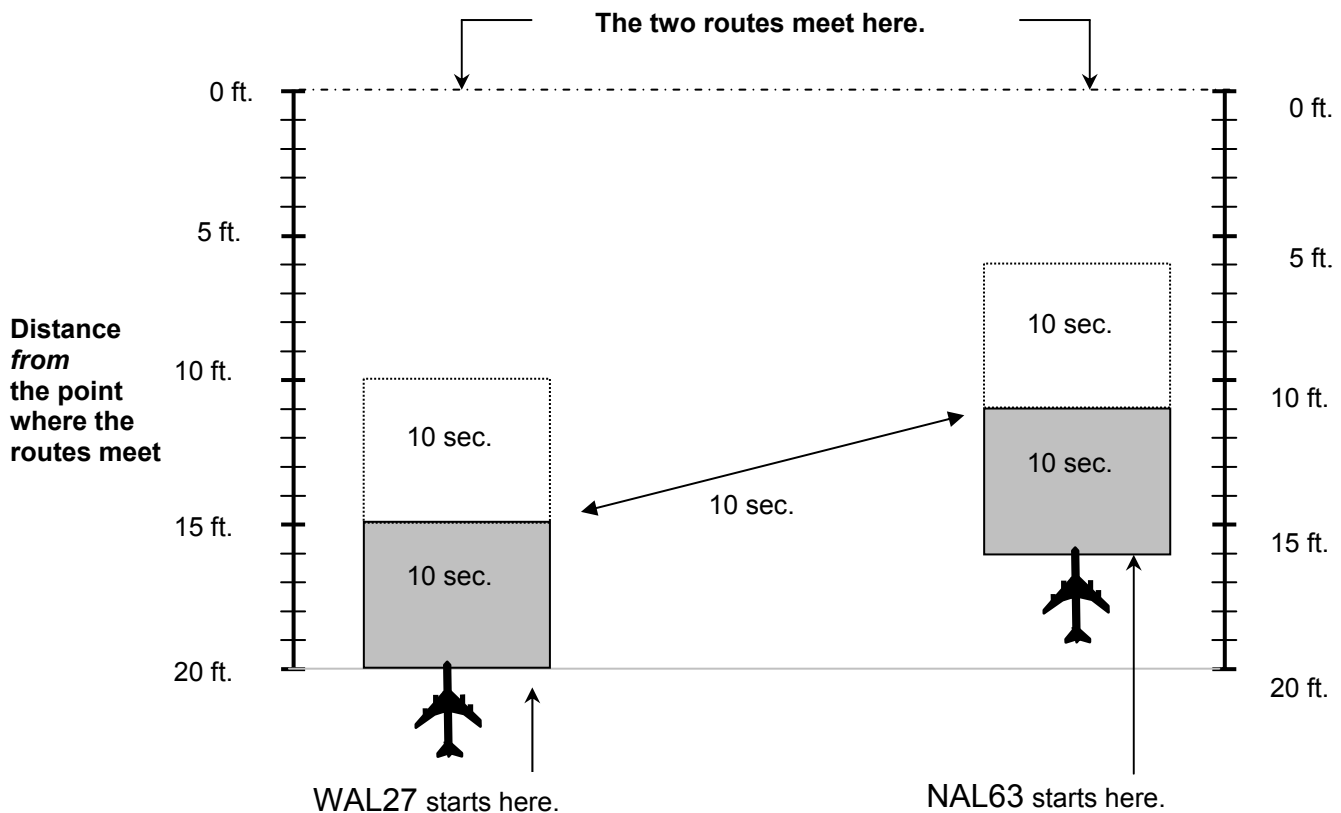 The two routes meet here.
0 ft.
0 ft.
5 ft.
5 ft.
Distance
from
the point
where the
routes meet
10 sec.
10 ft.
10 ft.
10 sec.
10 sec.
10 sec.
15 ft.
15 ft.
10 sec.
20 ft.
20 ft.
WAL27 starts here.
NAL63 starts here.